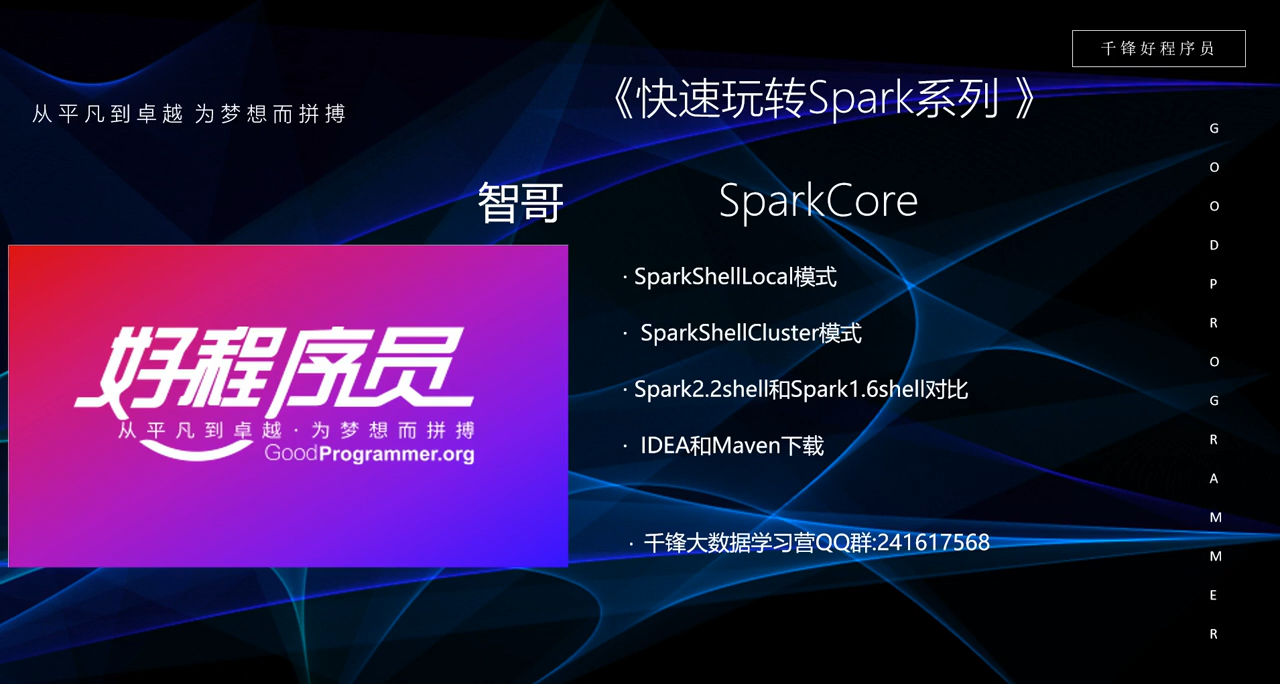 千锋好程序员
《快速玩转Spark系列 》
从平凡到卓越 为梦想而拼搏
智哥
SparkCore
好程序员
从平凡到卓越·为梦想而拼搏
GoodProgrammer.org
· SparkShellLocal模式
· SparkShellCluster模式
· Spark2.2shell和Spark1.6shell对比
· IDEA和Maven下载
· 千锋大数据学习营QQ群:241617568
GOODPROGRAMMER